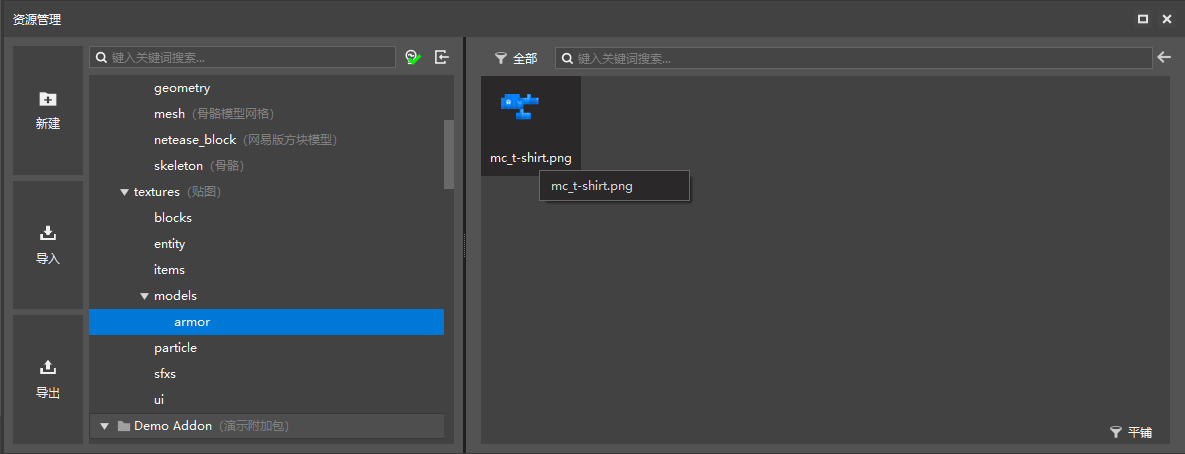 资源管理
新建
导入
导出
键入关键词搜索...
geometry
mesh（骨骼模型网格）
netease_block（网易版方块模型）
skeleton（骨骼）
textures（贴图）
blocks
entity
items
models
armor
particle
sfxs
ui
Demo Addon（演示附加包）
全部
键入关键词搜索...
mc_t-shirt.png
mc_t-shirt.png
平铺